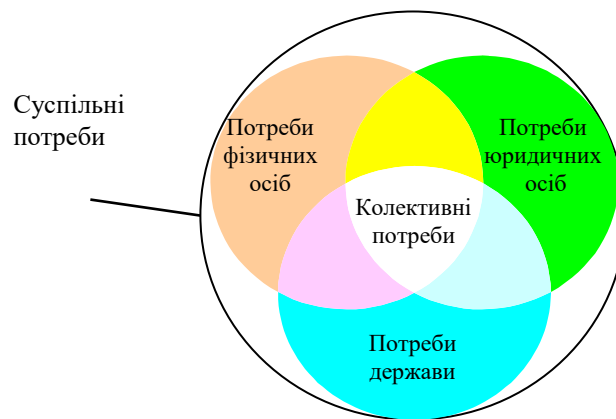 Суспільні
потреби
Потреби
фізичних
осіб
Потреби
юридичних
осіб
Колективні
потреби
Потреби
держави